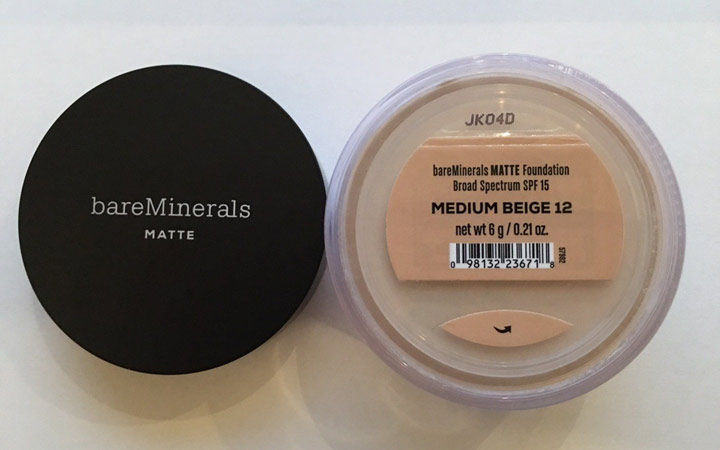 bareMinerals
MATTE
JK04D
bareMinerals MATTE Foundation
Broad Spectrum SPF 15
MEDIUM BEIGE 12
net wt 6 g / 0.21 oz.
0 98132 23671 8